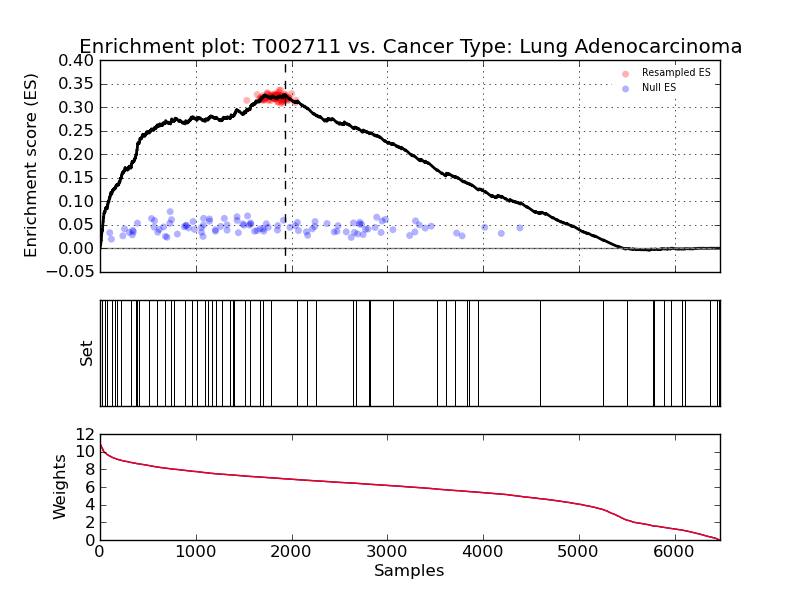 Enrichment plot: T002711 vs. Cancer Type: Lung Adenocarcinoma
Enrichment score (ES)
0.40
0.35
0.30
0.25
0.20
0.15
0.10
0.05
0.00
−0.05
Resampled ES
Null ES
Set
Weights
12
10
8
6
4
2
0
0 1000 2000 3000 4000 5000 6000
Samples